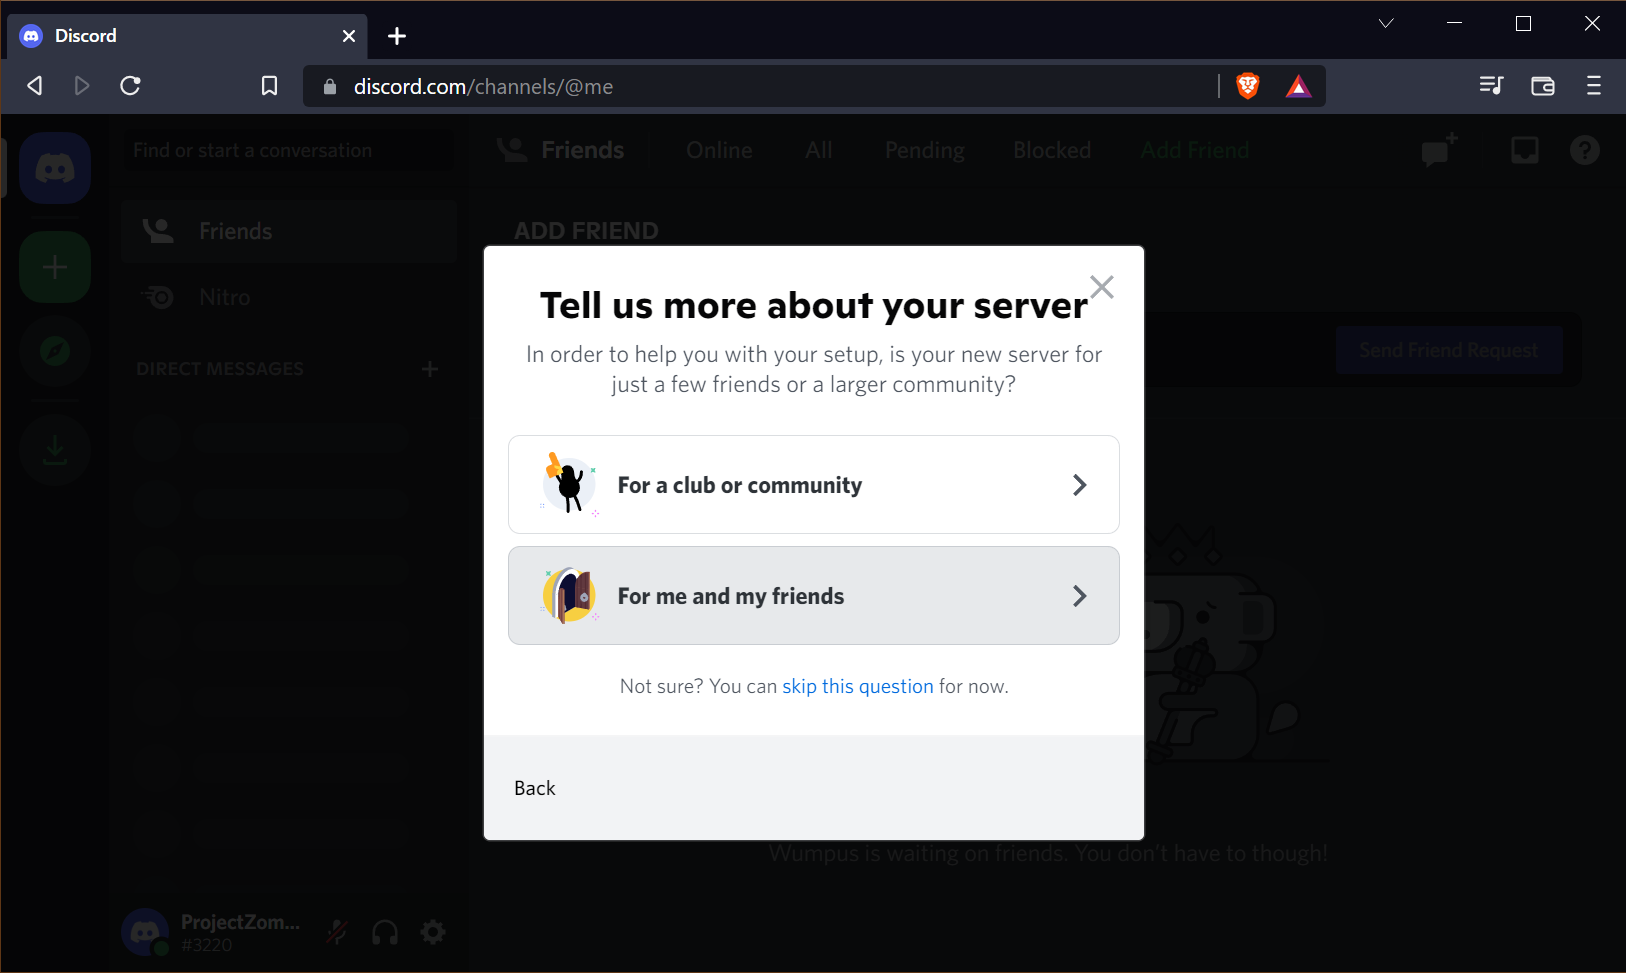 Discord
discord.com/channels/@me
Find or start a conversation
Friends
Online
All
Pending
Blocked
Add Friend
Friends
Nitro
DIRECT MESSAGES
ADD FRIEND
Send Friend Request
Tell us more about your server
In order to help you with your setup, is your new server for
just a few friends or a larger community?
For a club or community
For me and my friends
Not sure? You can skip this question for now.
Back
Wumpus is waiting on friends. You don't have to though!
ProjectZom...
#3220